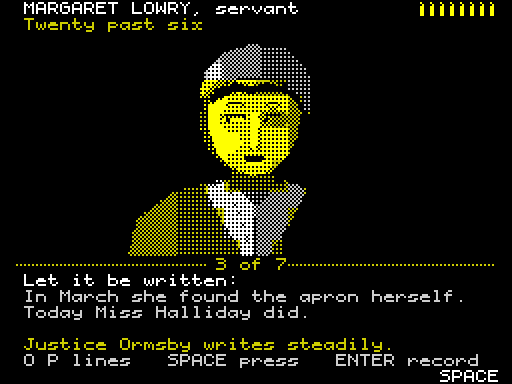 MARGARET LOWRY, servant
Twenty past six
3 of 7
Let it be written:
In March she found the apron herself.
Today Miss Halliday did.
Justice Ormsby writes steadily.
O P lines   SPACE press   ENTER record
SPACE